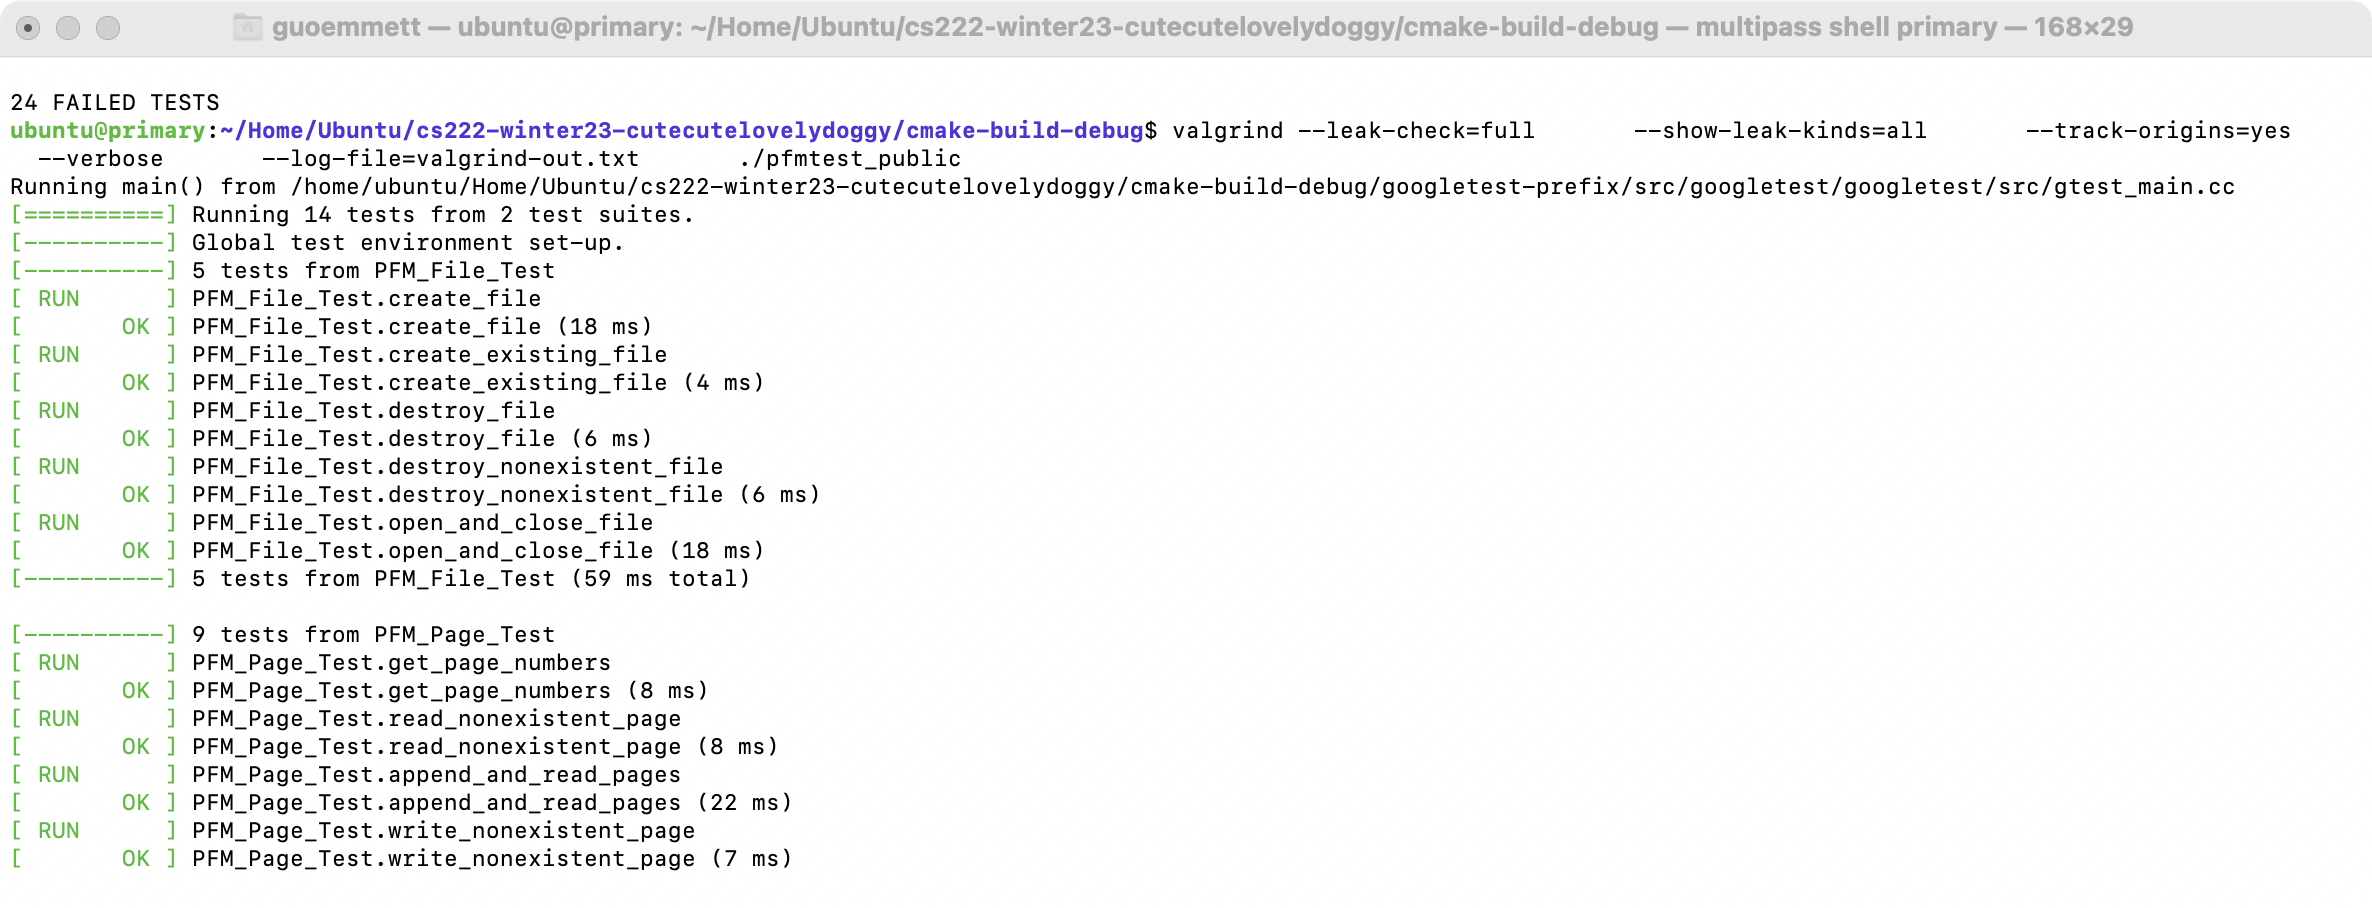 guoemmett — ubuntu@primary: ~/Home/Ubuntu/cs222-winter23-cutecutelovelydoggy/cmake-build-debug — multipass shell primary — 168×29
24 FAILED TESTS
ubuntu@primary:~/Home/Ubuntu/cs222-winter23-cutecutelovelydoggy/cmake-build-debug$ valgrind --leak-check=full       --show-leak-kinds=all       --track-origins=yes
  --verbose       --log-file=valgrind-out.txt       ./pfmtest_public
Running main() from /home/ubuntu/Home/Ubuntu/cs222-winter23-cutecutelovelydoggy/cmake-build-debug/googletest-prefix/src/googletest/googletest/src/gtest_main.cc
[==========] Running 14 tests from 2 test suites.
[----------] Global test environment set-up.
[----------] 5 tests from PFM_File_Test
[ RUN      ] PFM_File_Test.create_file
[       OK ] PFM_File_Test.create_file (18 ms)
[ RUN      ] PFM_File_Test.create_existing_file
[       OK ] PFM_File_Test.create_existing_file (4 ms)
[ RUN      ] PFM_File_Test.destroy_file
[       OK ] PFM_File_Test.destroy_file (6 ms)
[ RUN      ] PFM_File_Test.destroy_nonexistent_file
[       OK ] PFM_File_Test.destroy_nonexistent_file (6 ms)
[ RUN      ] PFM_File_Test.open_and_close_file
[       OK ] PFM_File_Test.open_and_close_file (18 ms)
[----------] 5 tests from PFM_File_Test (59 ms total)

[----------] 9 tests from PFM_Page_Test
[ RUN      ] PFM_Page_Test.get_page_numbers
[       OK ] PFM_Page_Test.get_page_numbers (8 ms)
[ RUN      ] PFM_Page_Test.read_nonexistent_page
[       OK ] PFM_Page_Test.read_nonexistent_page (8 ms)
[ RUN      ] PFM_Page_Test.append_and_read_pages
[       OK ] PFM_Page_Test.append_and_read_pages (22 ms)
[ RUN      ] PFM_Page_Test.write_nonexistent_page
[       OK ] PFM_Page_Test.write_nonexistent_page (7 ms)